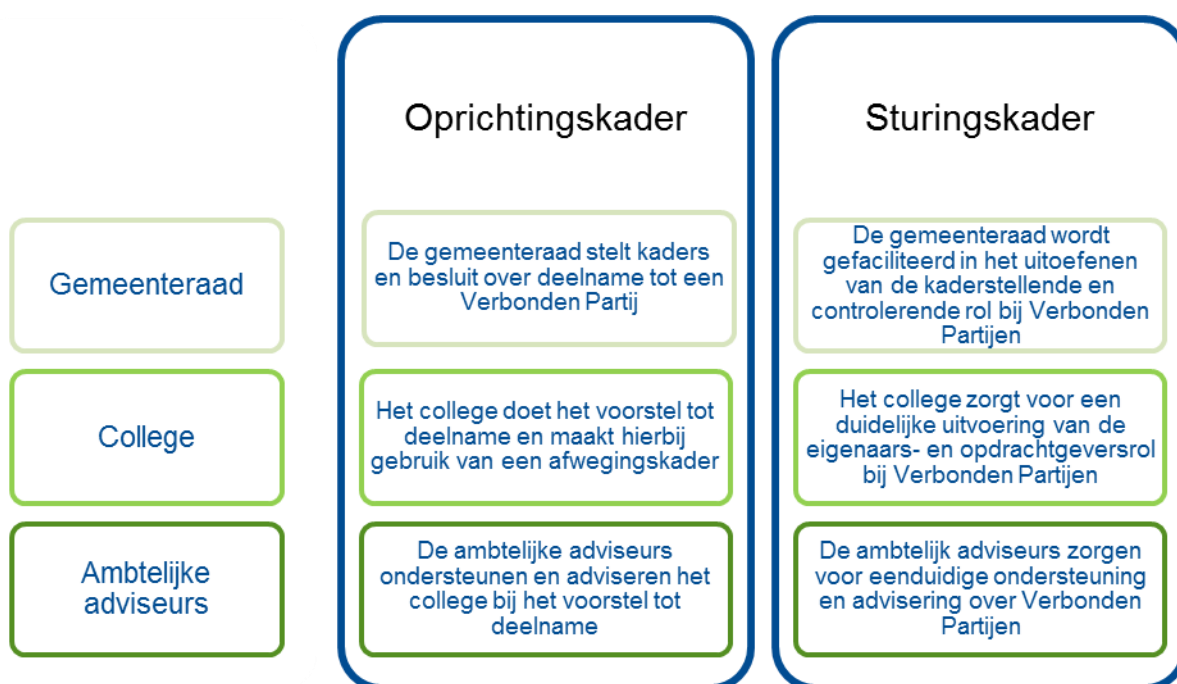 Oprichtingskader
Sturingskader
Gemeenteraad
De gemeenteraad stelt kaders
en besluit over deelname tot een
Verbonden Partij
De gemeenteraad wordt
gefaciliteerd in het uitoefenen
van de kaderstellende en
controlerende rol bij Verbonden
Partijen
College
Het college doet het voorstel tot
deelname en maakt hierbij
gebruik van een afwegingskader
Het college zorgt voor een
duidelijke uitvoering van de
eigenaars- en opdrachtgeversrol
bij Verbonden Partijen
Ambtelijke
adviseurs
De ambtelijke adviseurs
ondersteunen en adviseren het
college bij het voorstel tot
deelname
De ambtelijk adviseurs zorgen
voor eenduidige ondersteuning
en advisering over Verbonden
Partijen